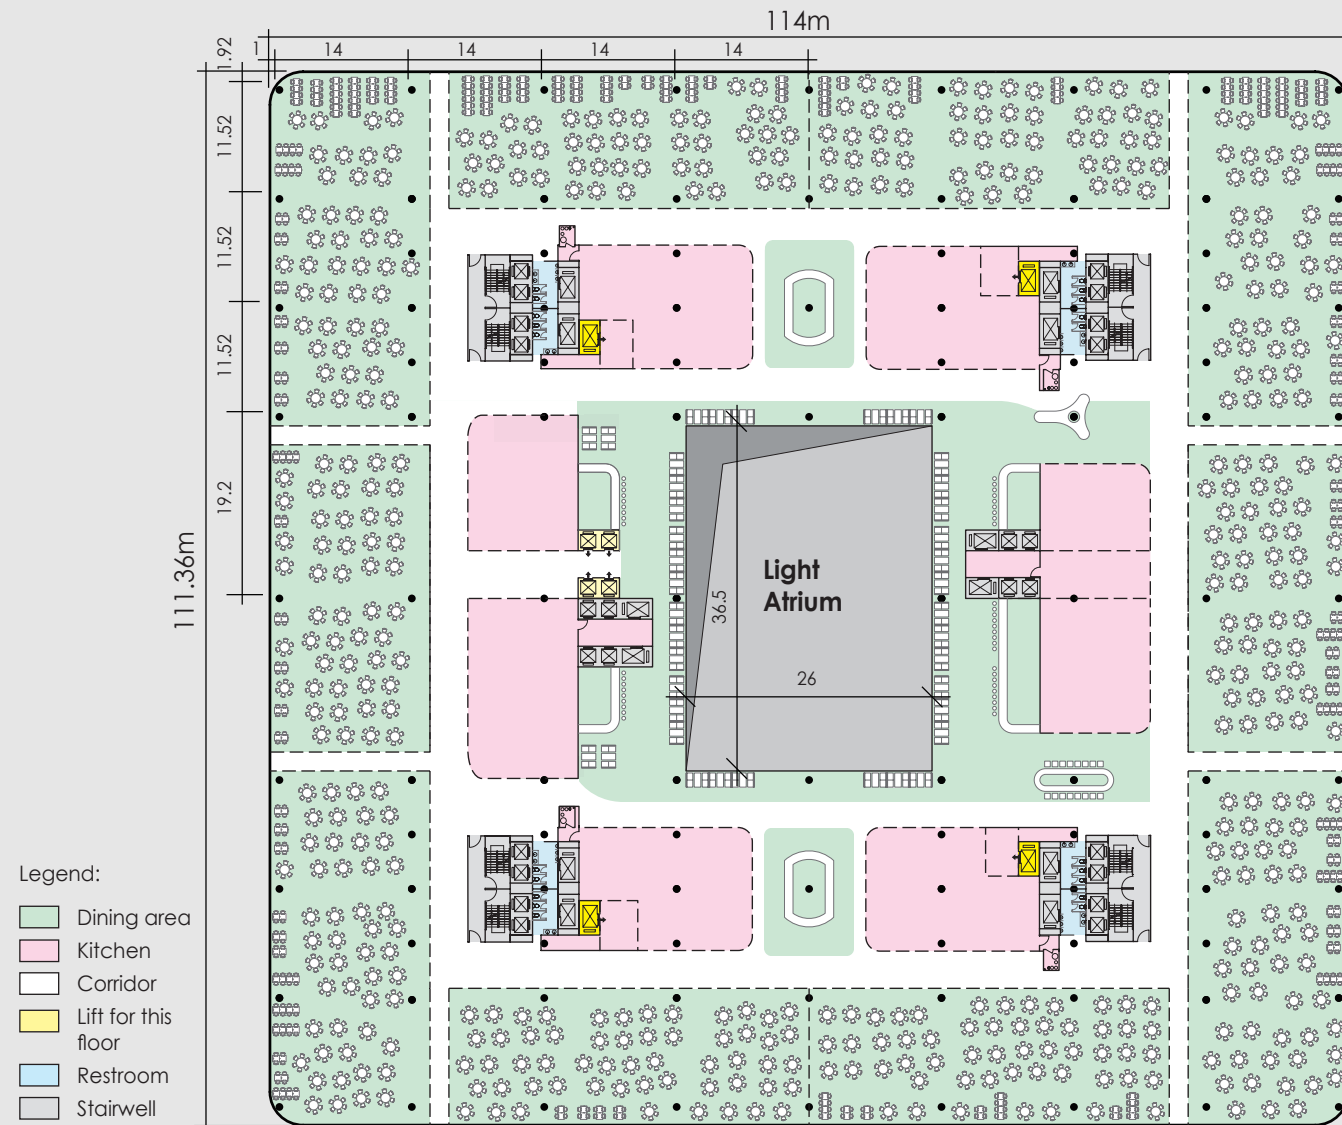 114m
1.92
1
14
14
14
14
11.52
11.52
11.52
19.2
111.36m
Light
Atrium
36.5
26
Legend:
Dining area
Kitchen
Corridor
Lift for this
floor
Restroom
Stairwell